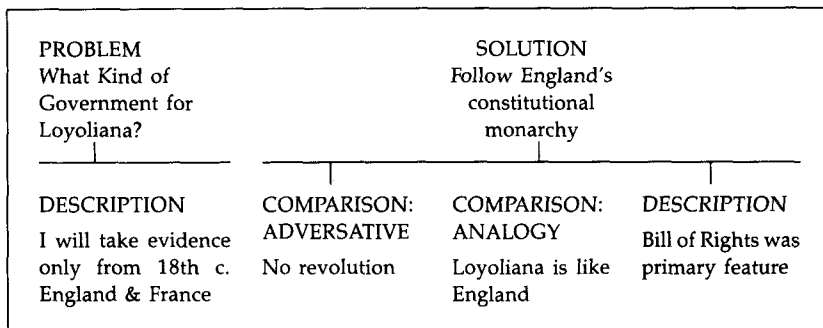 PROBLEM
What Kind of
Government for
Loyoliana?
SOLUTION
Follow England's
constitutional
monarchy
DESCRIPTION
I will take evidence
only from 18th c.
England & France
COMPARISON:
ADVERSATIVE
No revolution
COMPARISON:
ANALOGY
Loyoliana is like
England
DESCRIPTION
Bill of Rights was
primary feature